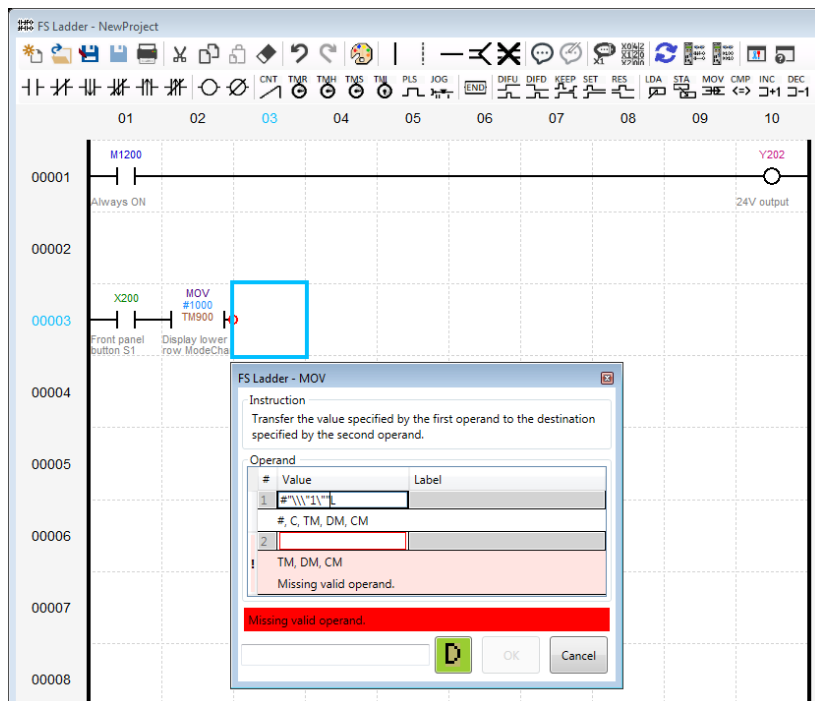 FS Ladder - NewProject
CNT TMR TMH TMS TMI PLS JOG DIFU DIFD KEEP SET RES LDA STA MOV CMP INC DEC
END <=> +1 -1
01 02 03 04 05 06 07 08 09 10
M1200 Y202
00001
Always ON 24V output
00002
X200 MOV
#1000
00003 TM900
Front panel Display lower
button S1 row ModeCha
00004
FS Ladder - MOV
Instruction
Transfer the value specified by the first operand to the destination
specified by the second operand.
00005
Operand
# Value Label
1 #"\\\"1\""L
#, C, TM, DM, CM
00006
2
! TM, DM, CM
Missing valid operand.
00007
Missing valid operand.
D OK Cancel
00008